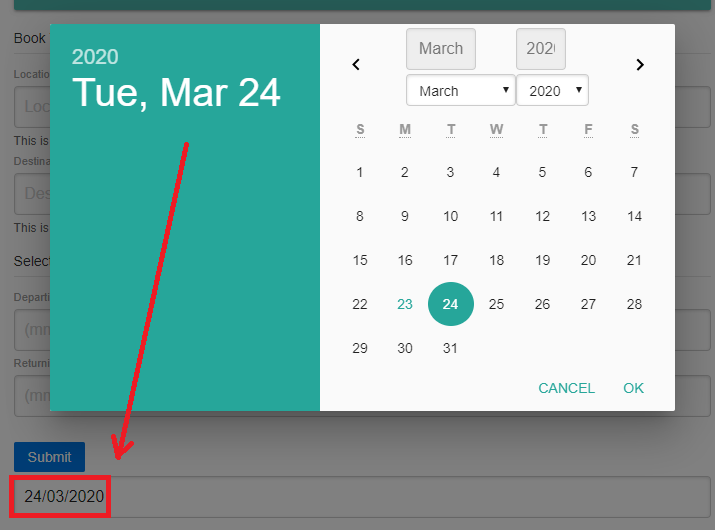 Book
Locatio
Loc
This is
Destina
Des
This is
Select
Departi
(mm
Returni
(mm
2020
Tue, Mar 24
March 202
March 2020
S M T W T F S
1 2 3 4 5 6 7
8 9 10 11 12 13 14
15 16 17 18 19 20 21
22 23 24 25 26 27 28
29 30 31
CANCEL OK
Submit
24/03/2020